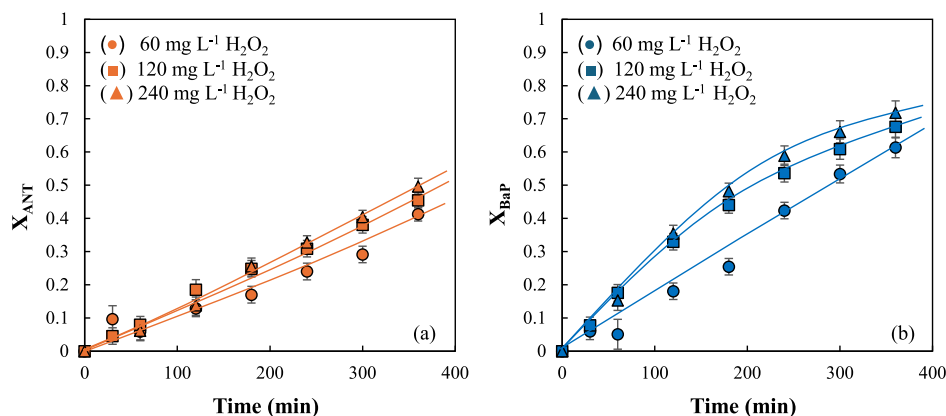 1
0.9
0.8
0.7
0.6
0.5
0.4
0.3
0.2
0.1
0
X_ANT
(●) 60 mg L⁻¹ H₂O₂
(■) 120 mg L⁻¹ H₂O₂
(▲) 240 mg L⁻¹ H₂O₂
(a)
0 100 200 300 400
Time (min)
1
0.9
0.8
0.7
0.6
0.5
0.4
0.3
0.2
0.1
0
X_BaP
(●) 60 mg L⁻¹ H₂O₂
(■) 120 mg L⁻¹ H₂O₂
(▲) 240 mg L⁻¹ H₂O₂
(b)
0 100 200 300 400
Time (min)